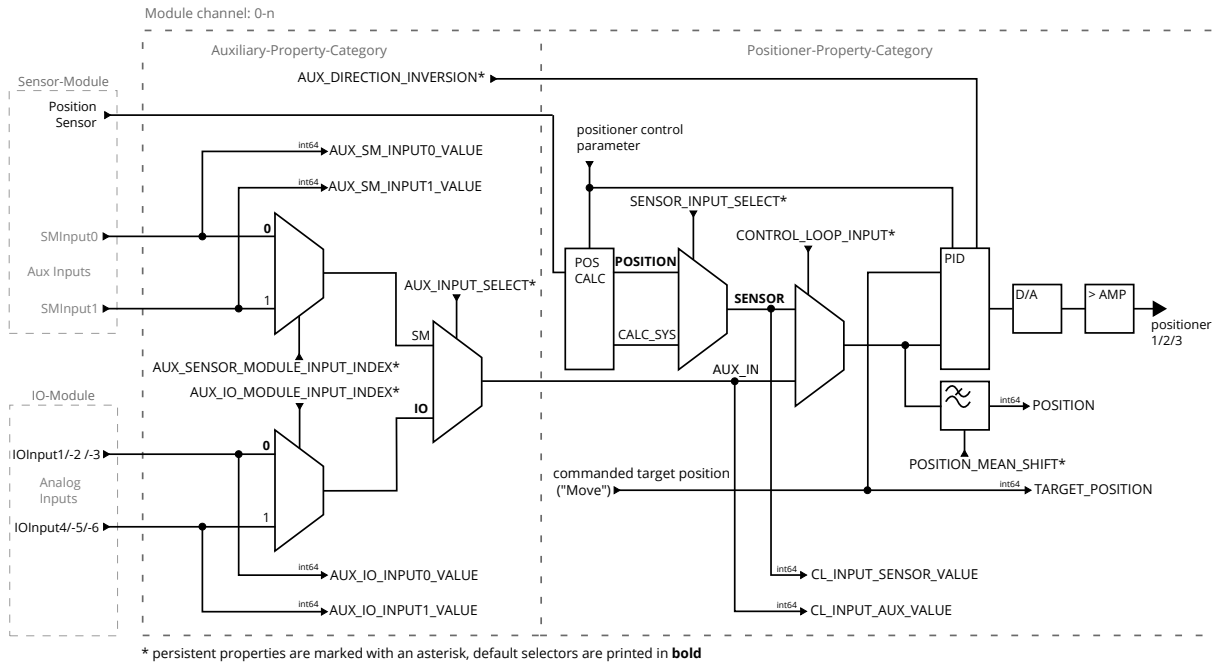 Module channel: 0-n
Auxiliary-Property-Category
Positioner-Property-Category
Sensor-Module
AUX_DIRECTION_INVERSION*
Position
Sensor
positioner control
parameter
int64
AUX_SM_INPUT0_VALUE
int64
AUX_SM_INPUT1_VALUE
SENSOR_INPUT_SELECT*
SMInput0
0
CONTROL_LOOP_INPUT*
POS
CALC
POSITION
PID
Aux Inputs
AUX_INPUT_SELECT*
SMInput1
1
SENSOR
D/A
> AMP
positioner
1/2/3
SM
CALC_SYS
AUX_SENSOR_MODULE_INPUT_INDEX*
AUX_IN
IO-Module
AUX_IO_MODULE_INPUT_INDEX*
IO
int64
POSITION
IOInput1/-2 /-3
0
POSITION_MEAN_SHIFT*
Analog
Inputs
commanded target position
("Move")
int64
TARGET_POSITION
IOInput4/-5/-6
1
int64
AUX_IO_INPUT0_VALUE
int64
CL_INPUT_SENSOR_VALUE
int64
AUX_IO_INPUT1_VALUE
int64
CL_INPUT_AUX_VALUE
* persistent properties are marked with an asterisk, default selectors are printed in bold